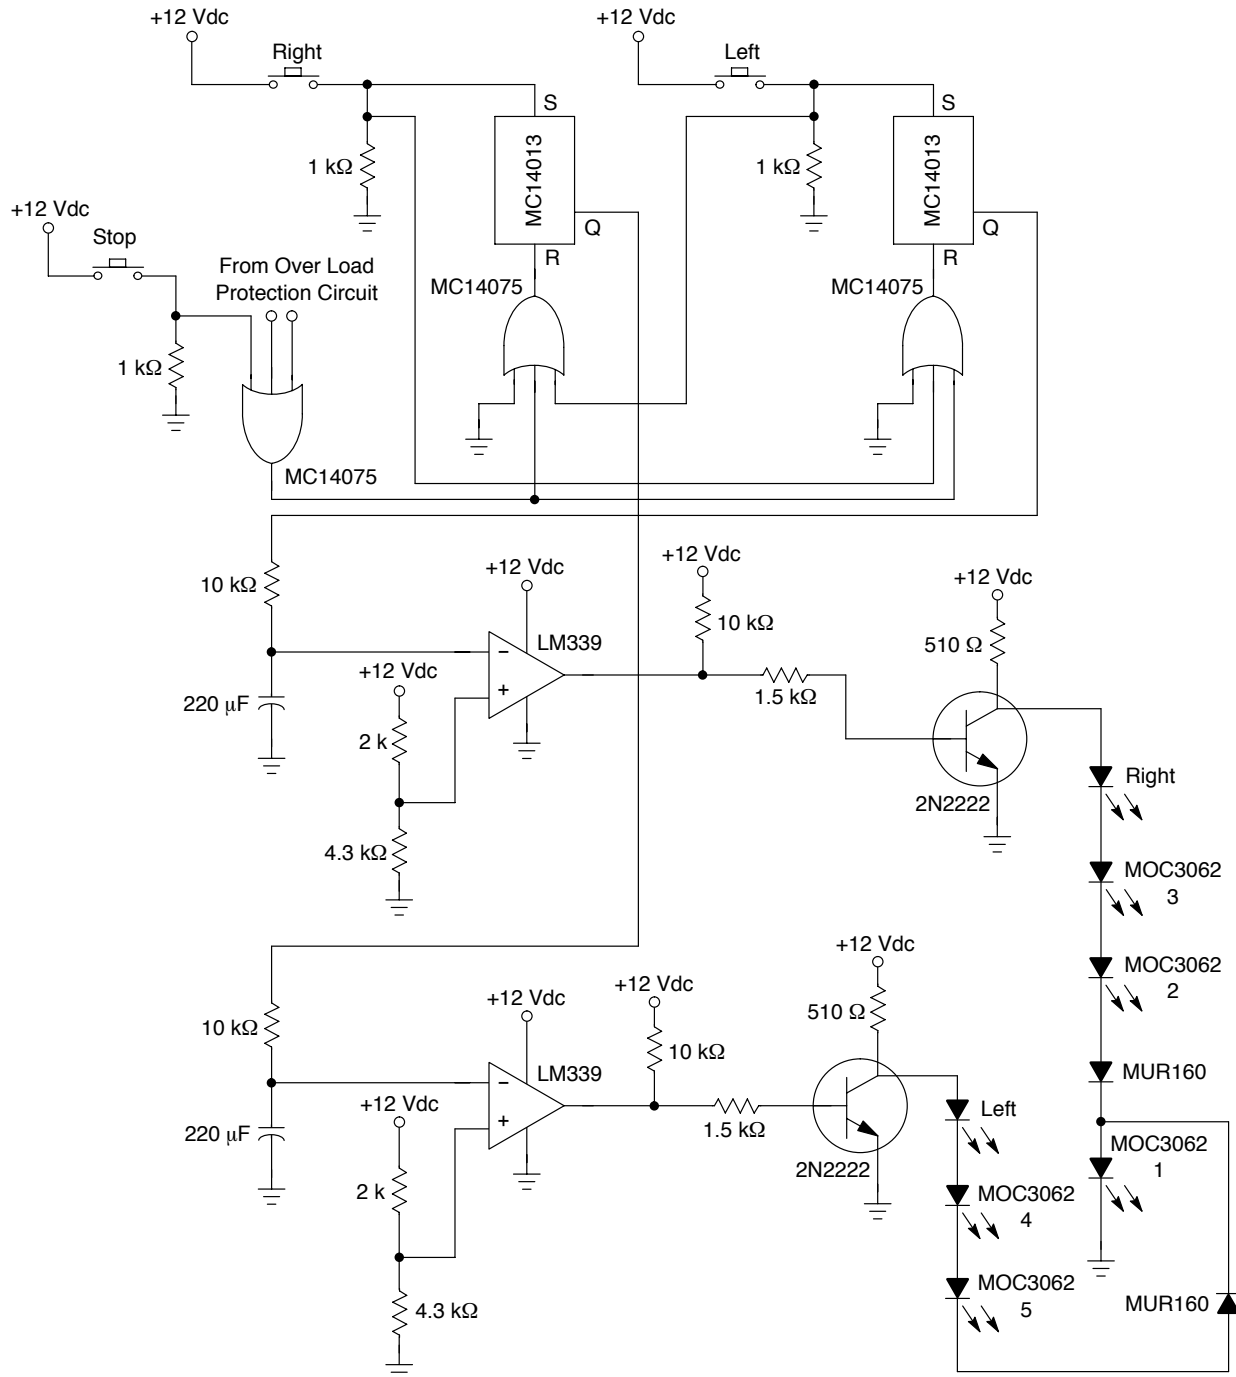 +12 Vdc
+12 Vdc
Right
Left
S
S
MC14013
MC14013
1 kΩ
1 kΩ
+12 Vdc
Q
Q
Stop
R
R
From Over Load
Protection Circuit
MC14075
MC14075
1 kΩ
MC14075
+12 Vdc
+12 Vdc
+12 Vdc
10 kΩ
10 kΩ
LM339
510 Ω
–
+12 Vdc
+
1.5 kΩ
220 μF
2 k
Right
2N2222
4.3 kΩ
MOC3062
3
+12 Vdc
MOC3062
2
+12 Vdc
+12 Vdc
510 Ω
10 kΩ
10 kΩ
LM339
MUR160
–
+12 Vdc
Left
+
1.5 kΩ
220 μF
MOC3062
1
2N2222
2 k
MOC3062
4
MOC3062
5
MUR160
4.3 kΩ